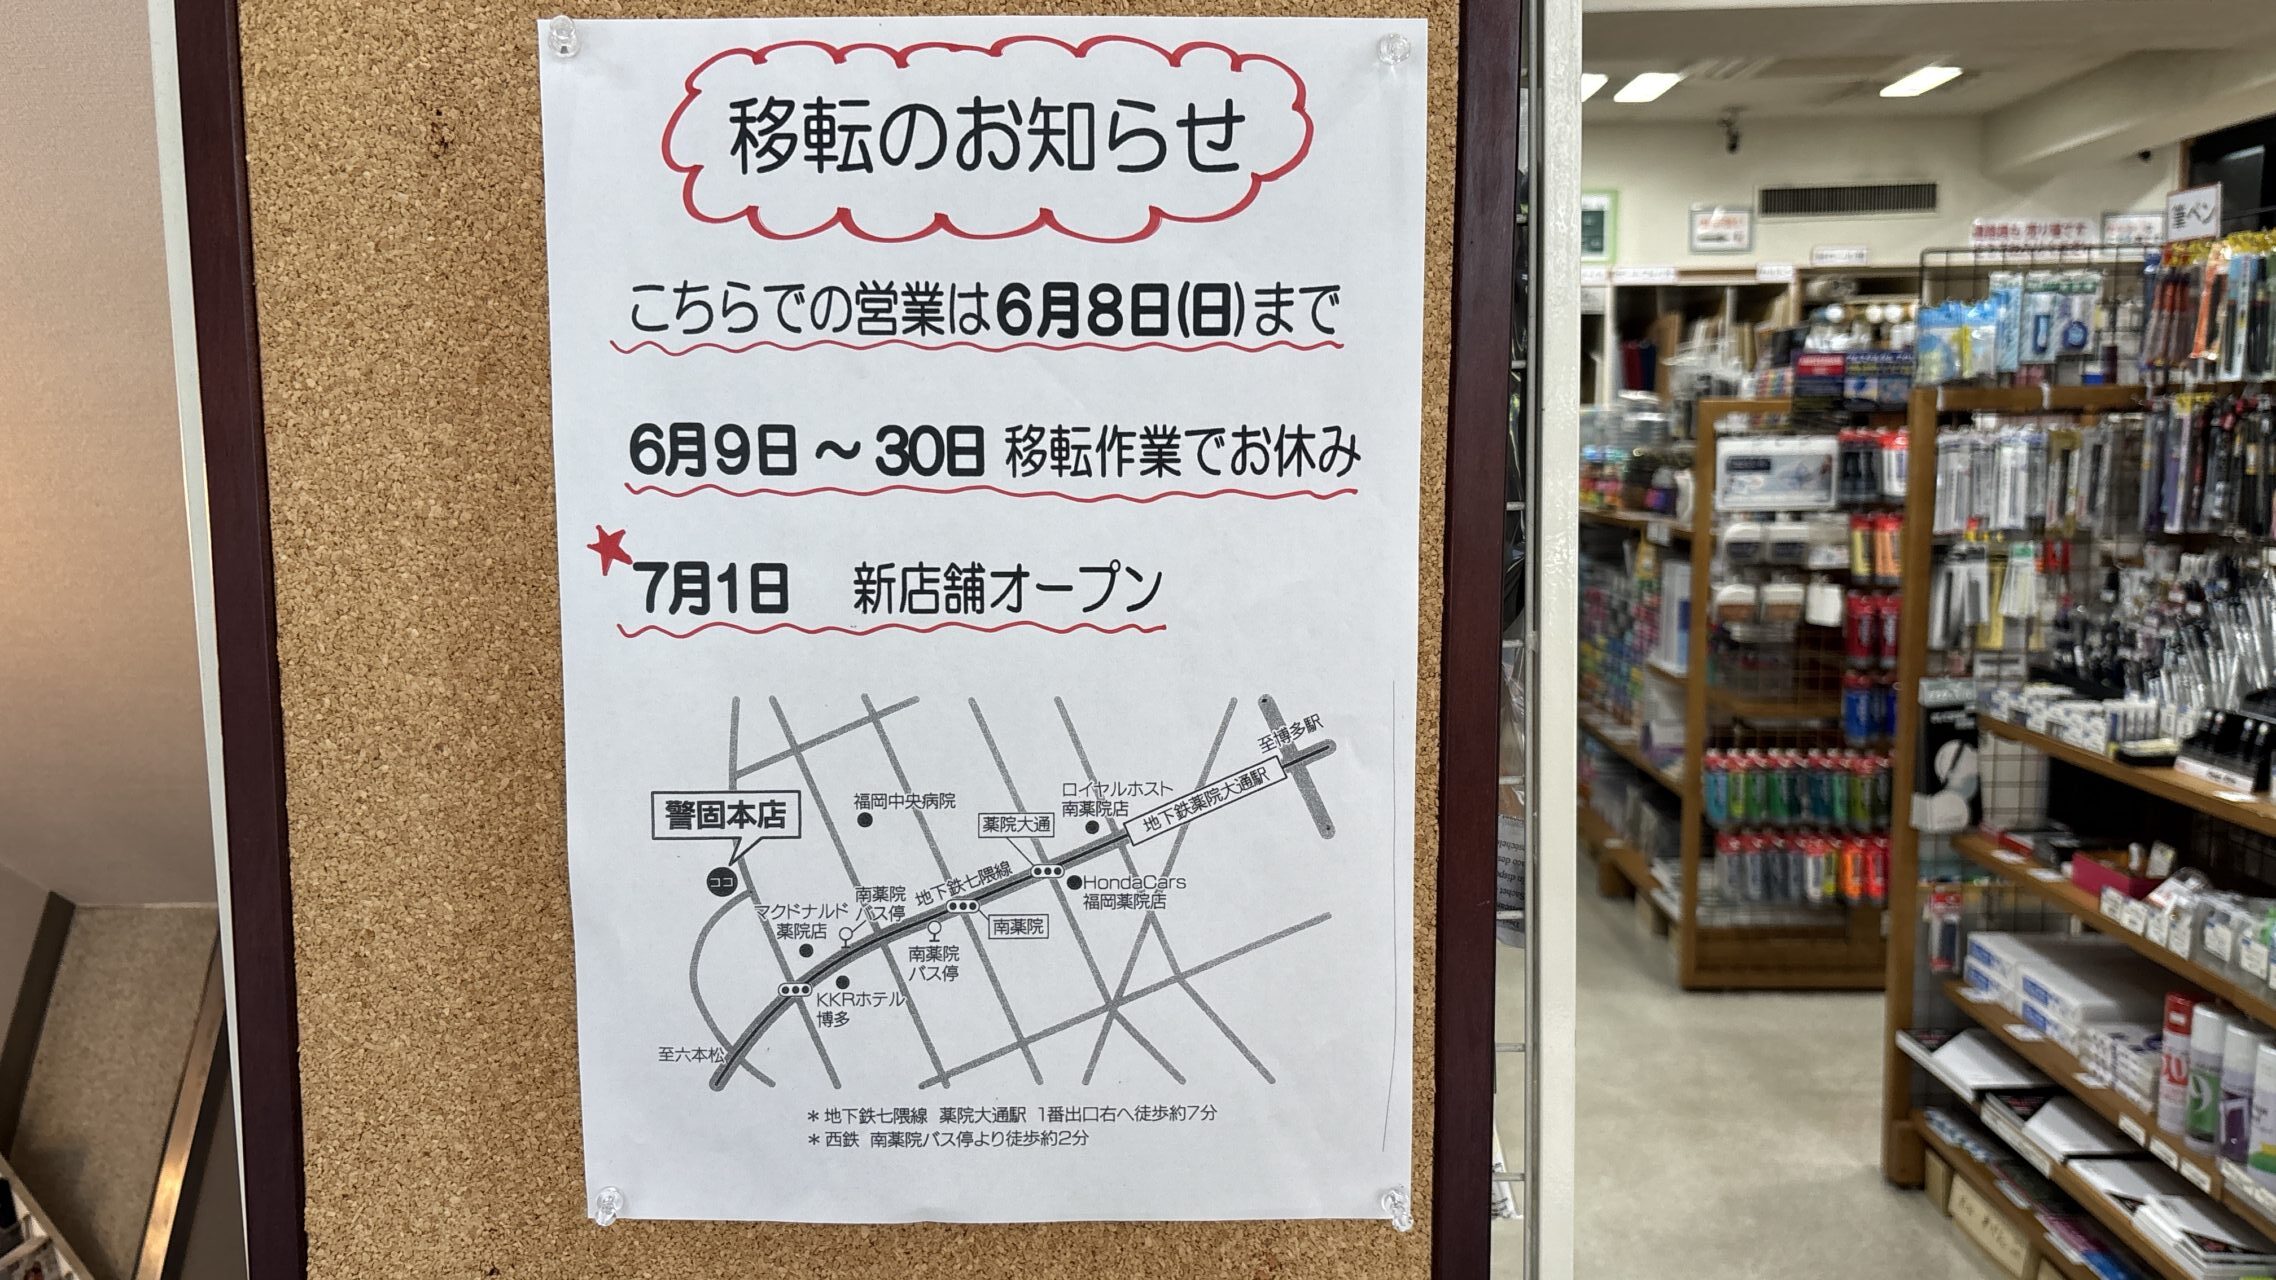 移転のお知らせ
こちらでの営業は6月8日(日)まで
6月9日～30日 移転作業でお休み
7月1日 新店舗オープン
至博多駅
地下鉄薬院大通駅
ロイヤルホスト
南薬院店
福岡中央病院
薬院大通
警固本店
ココ
地下鉄七隈線
HondaCars
福岡薬院店
南薬院
バス停
マクドナルド
薬院店
南薬院
南薬院
バス停
KKRホテル
博多
至六本松
＊地下鉄七隈線 薬院大通駅 1番出口右へ徒歩約7分
＊西鉄 南薬院バス停より徒歩約2分
筆ペン